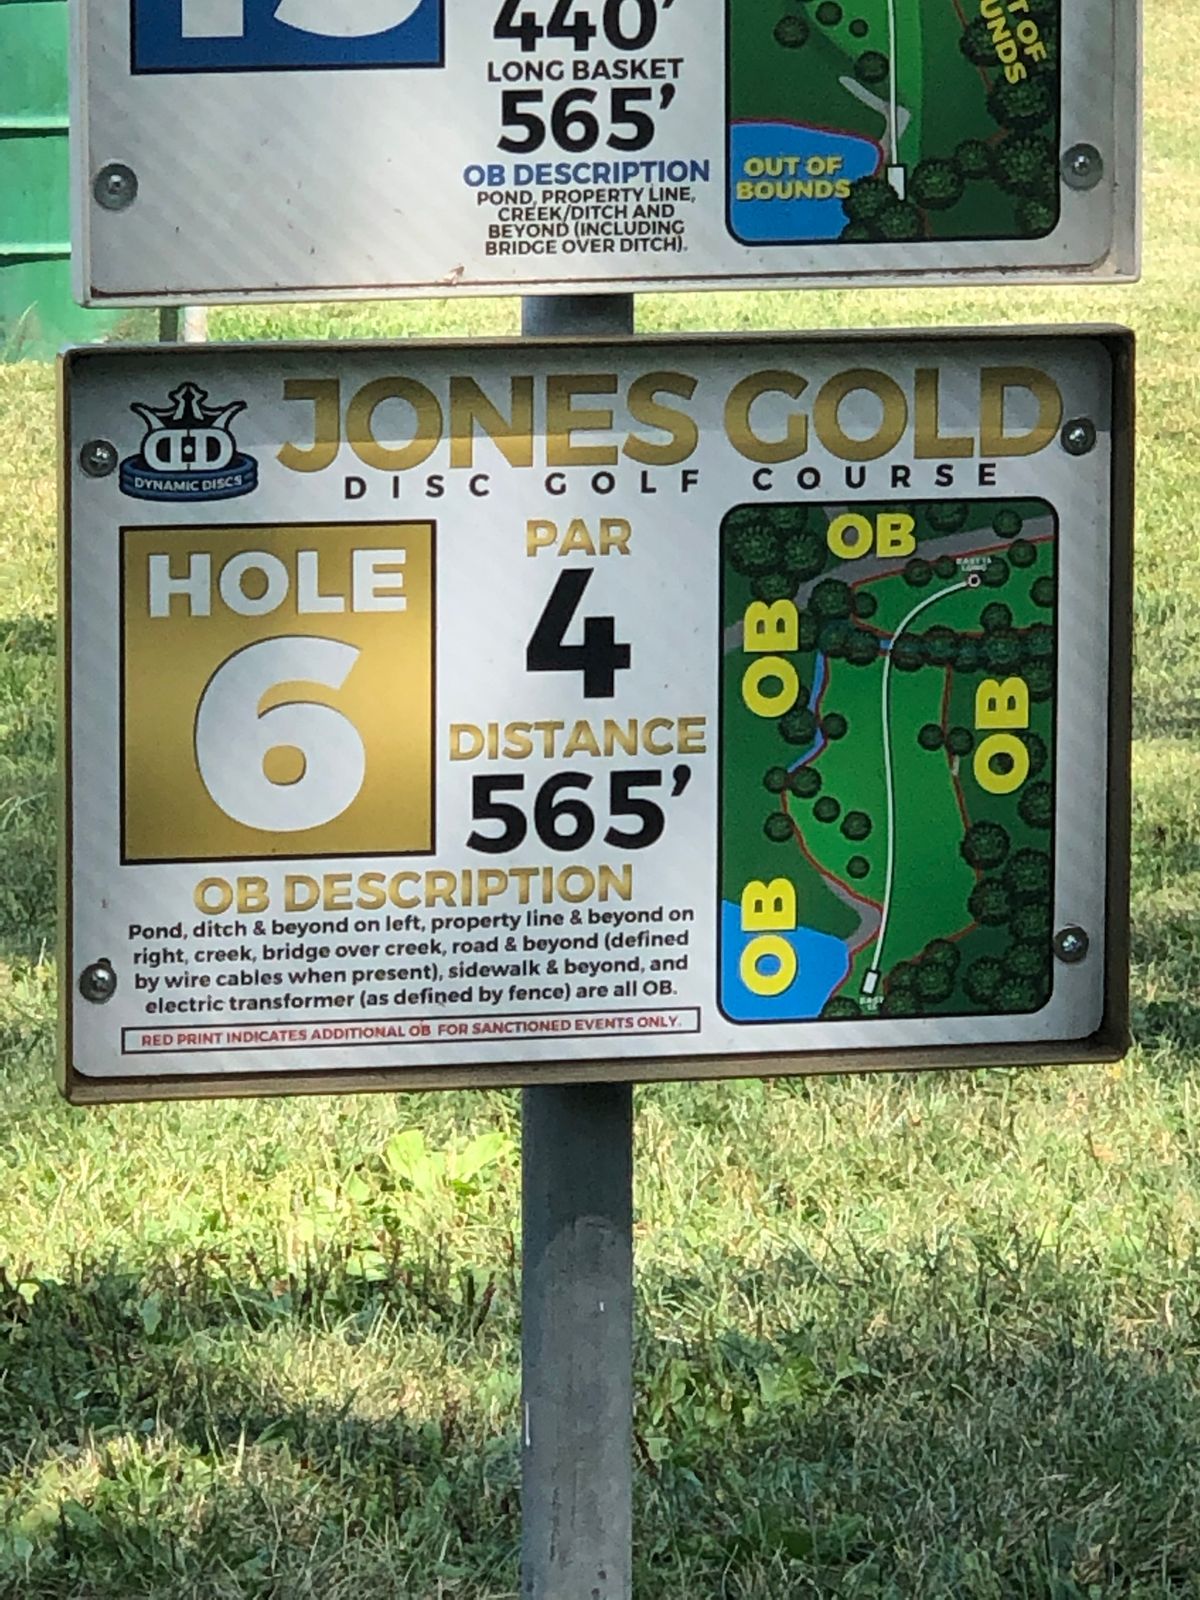 440'
LONG BASKET
565'
OB DESCRIPTION
POND, PROPERTY LINE,
CREEK/DITCH AND
BEYOND (INCLUDING
BRIDGE OVER DITCH).
OUT OF
BOUNDS
JONES GOLD
DISC GOLF COURSE
DYNAMIC DISCS
HOLE
6
PAR
4
DISTANCE
565'
OB DESCRIPTION
Pond, ditch & beyond on left, property line & beyond on
right, creek, bridge over creek, road & beyond (defined
by wire cables when present), sidewalk & beyond, and
electric transformer (as defined by fence) are all OB.
RED PRINT INDICATES ADDITIONAL OB FOR SANCTIONED EVENTS ONLY.
OB
OB
OB
OB